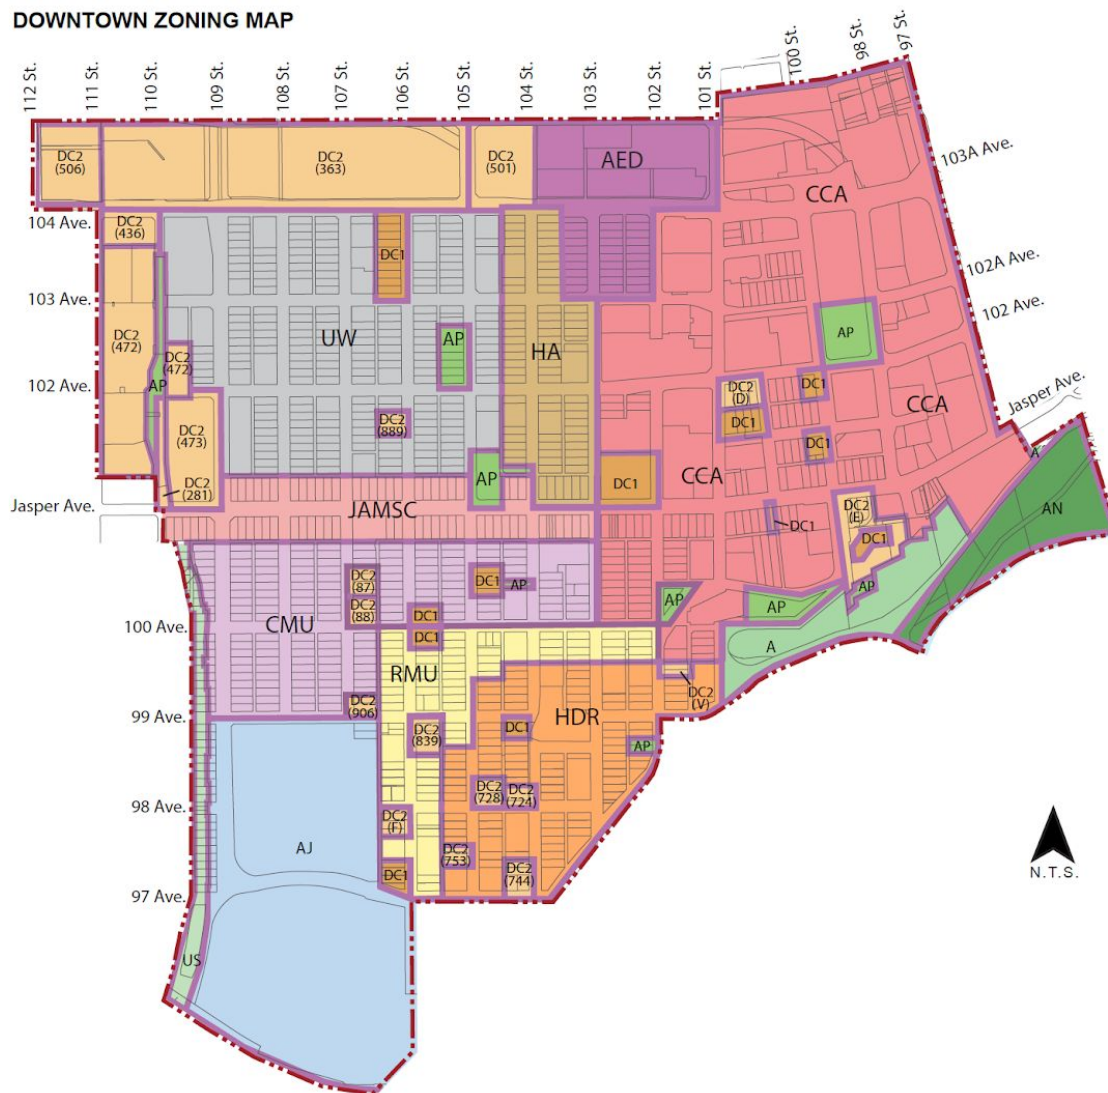 DOWNTOWN ZONING MAP
112 St.
111 St.
110 St.
109 St.
108 St.
107 St.
106 St.
105 St.
104 St.
103 St.
102 St.
101 St.
100 St.
98 St.
97 St.
DC2
(506)
DC2
(363)
DC2
(501)
AED
CCA
103A Ave.
104 Ave.
DC2
(436)
DC1
102A Ave.
103 Ave.
102 Ave.
DC2
(472)
UW
AP
HA
AP
DC2
(472)
AP
102 Ave.
DC2
(D)
DC1
DC1
CCA
Jasper Ave.
DC2
(473)
DC2
(889)
DC1
A
AP
CCA
DC1
DC2
(281)
Jasper Ave.
JAMSC
DC2
(E)
DC1
DC1
AN
DC2
(87)
DC1
AP
AP
DC2
(88)
AP
AP
DC1
CMU
100 Ave.
DC1
A
RMU
DC2
(V)
DC2
(906)
99 Ave.
HDR
DC1
DC2
(839)
AP
DC2
(728)
DC2
(724)
98 Ave.
DC2
(F)
AJ
DC2
(753)
DC2
(744)
DC1
97 Ave.
N.T.S.
US